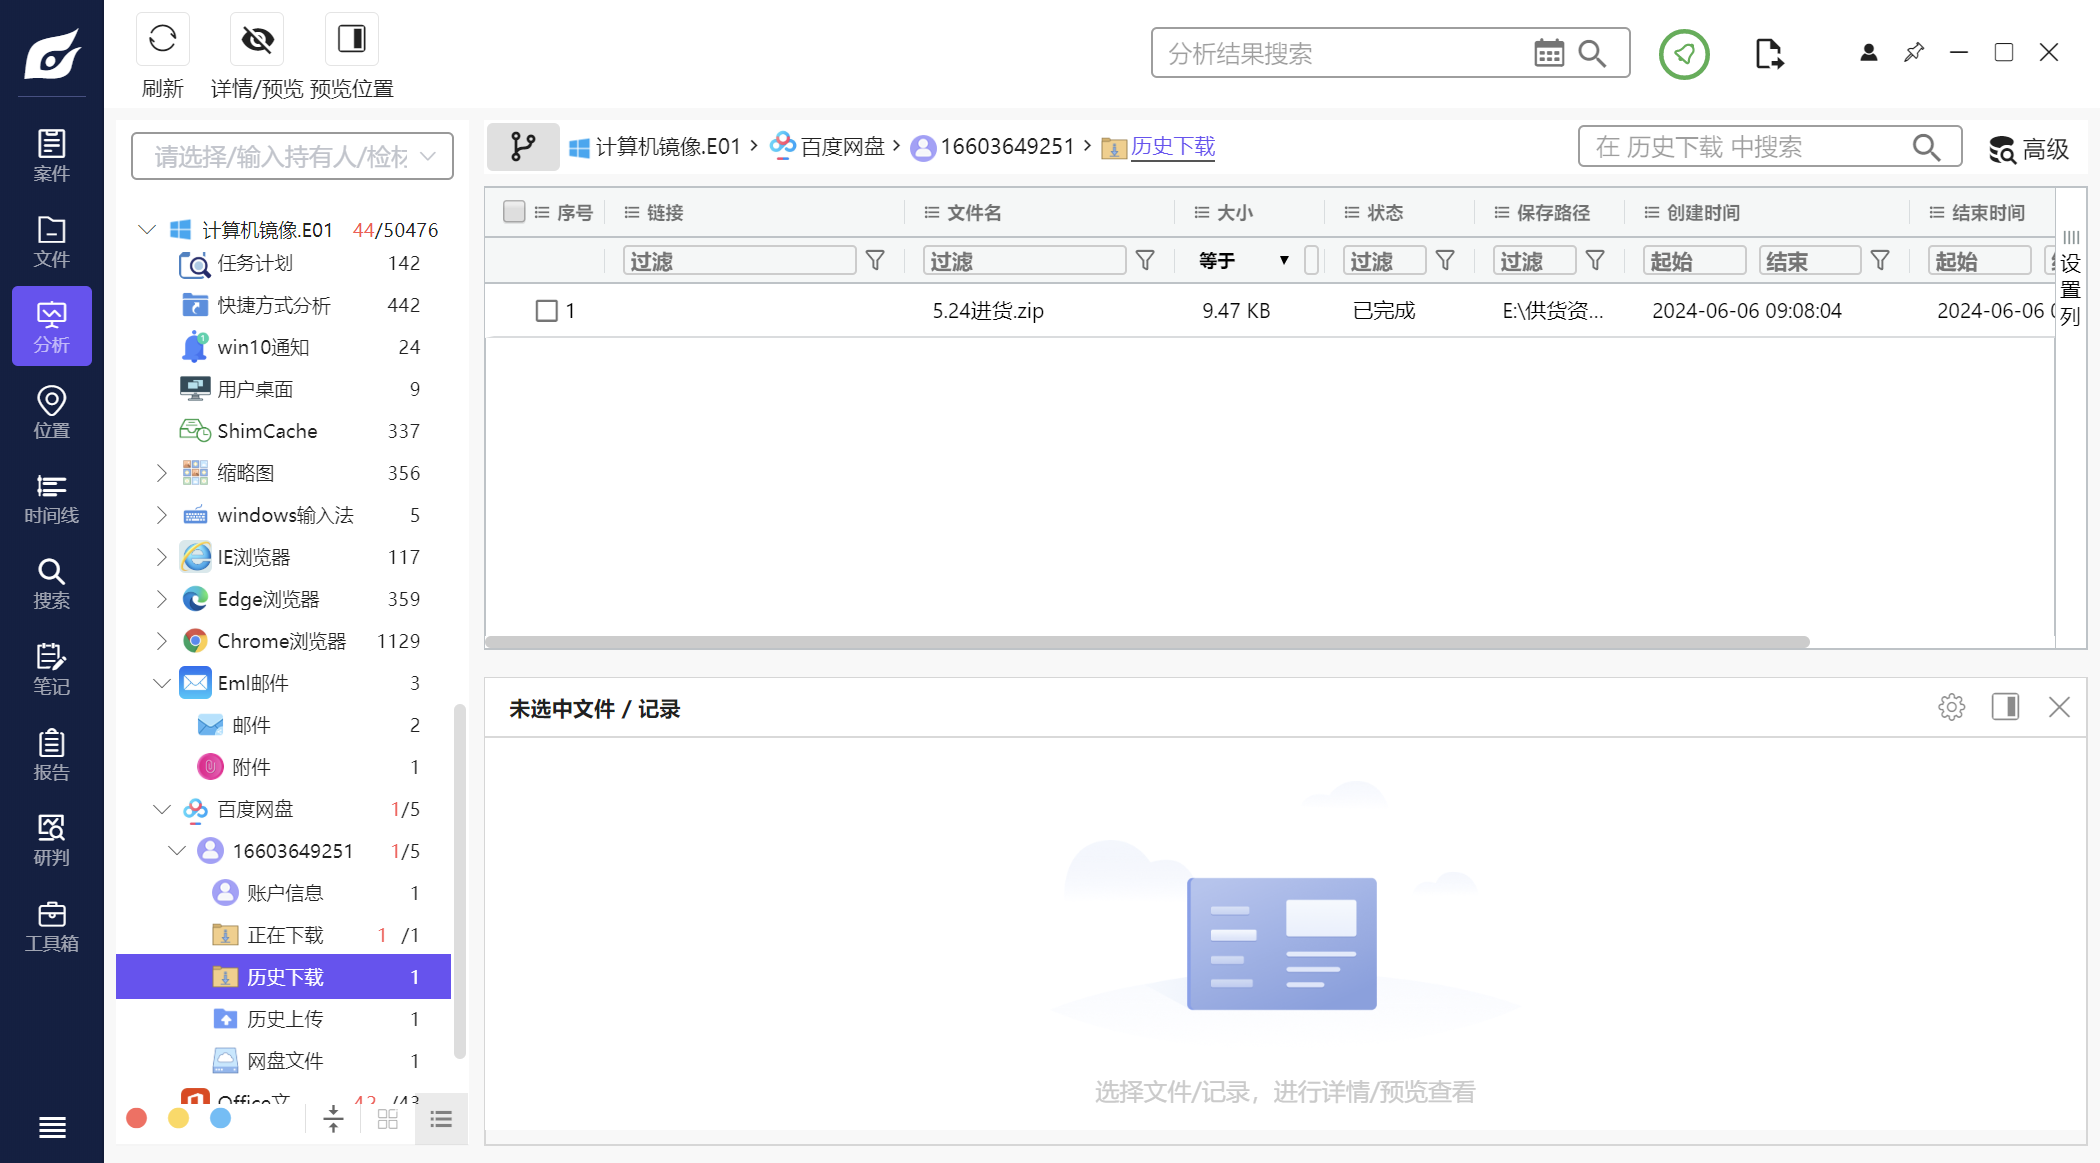 刷新
详情/预览
预览位置
分析结果搜索
案件
文件
分析
位置
时间线
搜索
笔记
报告
研判
工具箱
请选择/输入持有人/检材
计算机镜像.E01 44/50476
任务计划 142
快捷方式分析 442
win10通知 24
用户桌面 9
ShimCache 337
缩略图 356
windows输入法 5
IE浏览器 117
Edge浏览器 359
Chrome浏览器 1129
Eml邮件 3
邮件 2
附件 1
百度网盘 1/5
16603649251 1/5
账户信息 1
正在下载 1 /1
历史下载 1
历史上传 1
网盘文件 1
Office文 42 /43
计算机镜像.E01 > 百度网盘 > 16603649251 > 历史下载
在 历史下载 中搜索
高级
序号 链接 文件名 大小 状态 保存路径 创建时间 结束时间
过滤 过滤 等于 过滤 过滤 起始 结束 起始
1 5.24进货.zip 9.47 KB 已完成 E:\供货资... 2024-06-06 09:08:04 2024-06-06
设置列
未选中文件 / 记录
选择文件/记录，进行详情/预览查看